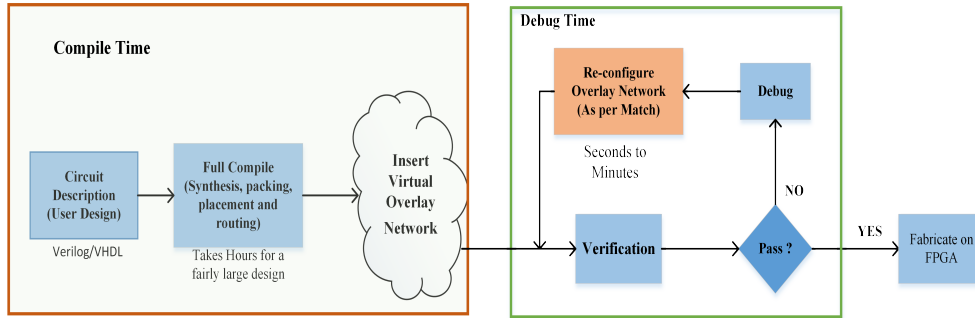 Compile Time
Circuit
Description
(User Design)
Verilog/VHDL
Full Compile
(Synthesis, packing,
placement and
routing)
Takes Hours for a
fairly large design
Insert
Virtual
Overlay
Network
Debug Time
Re-configure
Overlay Network
(As per Match)
Seconds to
Minutes
Debug
NO
Verification
Pass ?
YES
Fabricate on
FPGA